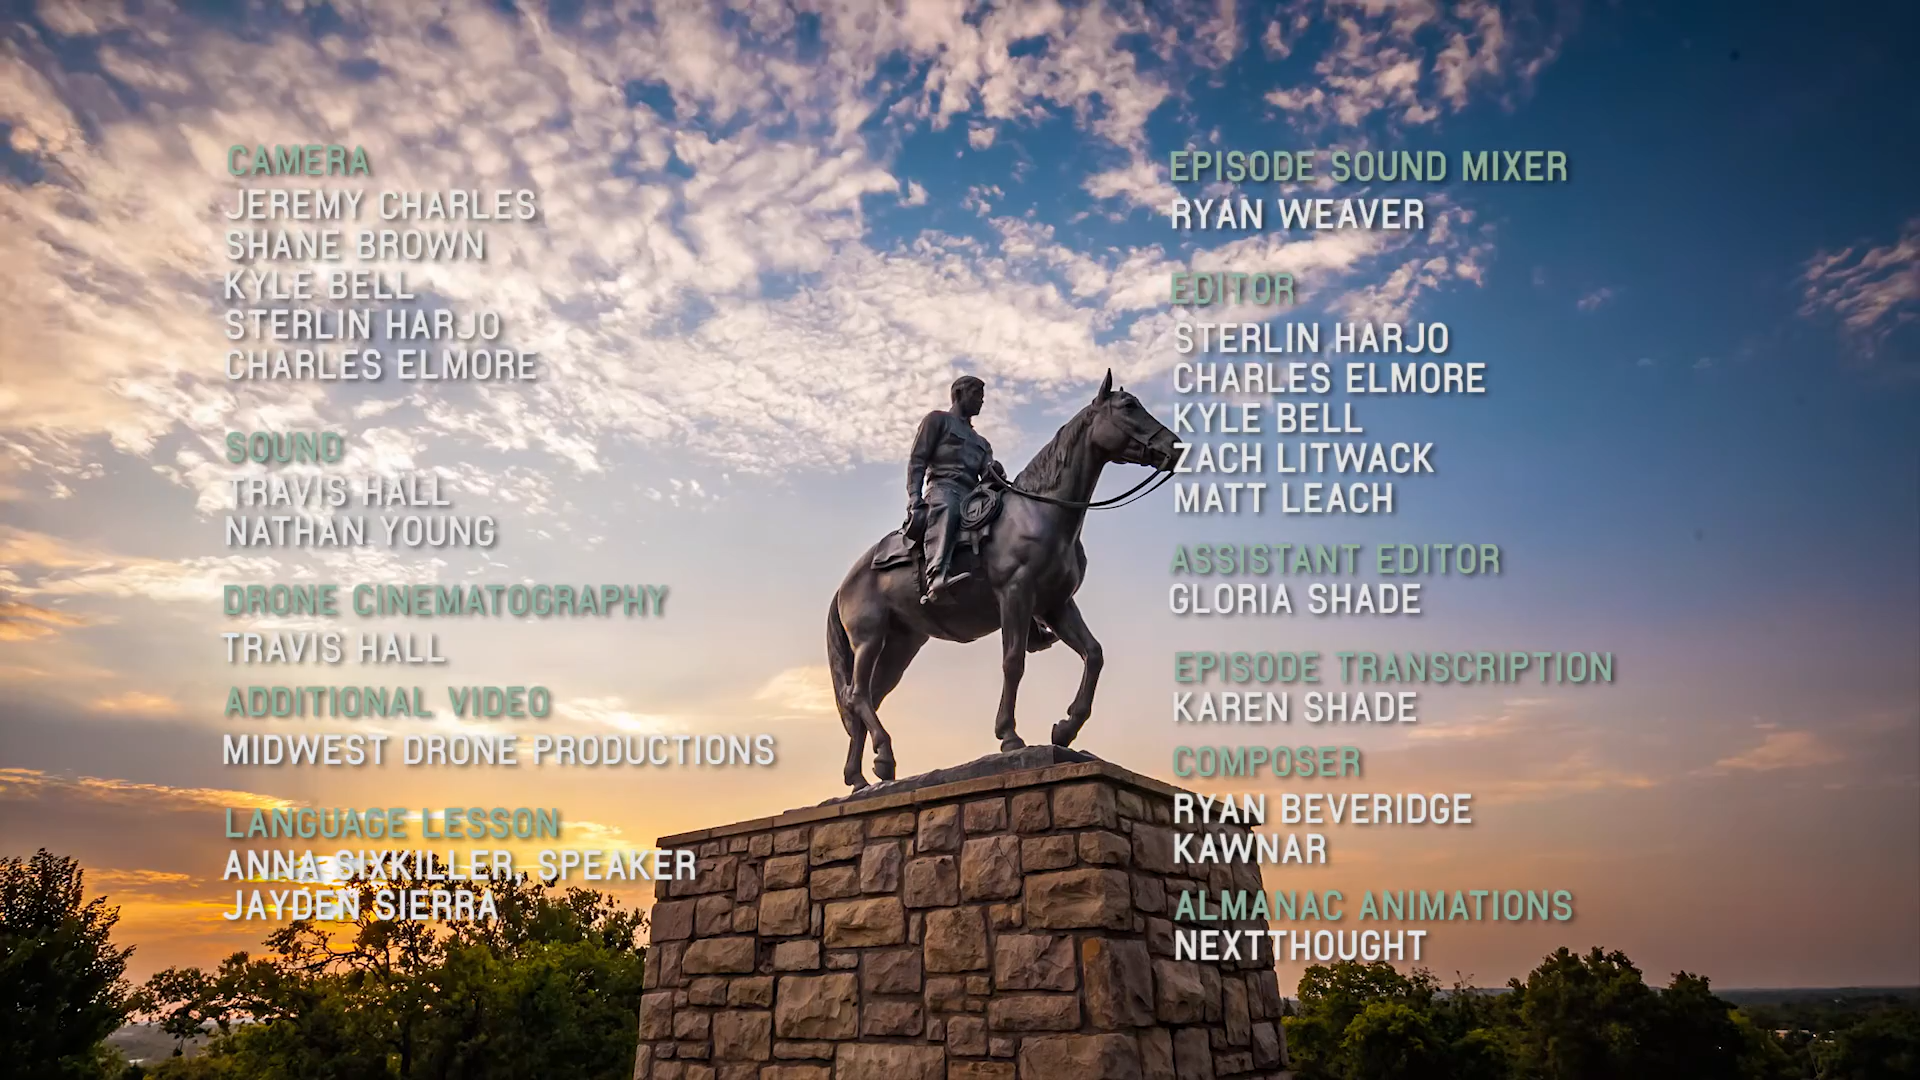 CAMERA
JEREMY CHARLES
SHANE BROWN
KYLE BELL
STERLIN HARJO
CHARLES ELMORE
SOUND
TRAVIS HALL
NATHAN YOUNG
DRONE CINEMATOGRAPHY
TRAVIS HALL
ADDITIONAL VIDEO
MIDWEST DRONE PRODUCTIONS
LANGUAGE LESSON
ANNA SIXKILLER, SPEAKER
JAYDEN SIERRA
EPISODE SOUND MIXER
RYAN WEAVER
EDITOR
STERLIN HARJO
CHARLES ELMORE
KYLE BELL
ZACH LITWACK
MATT LEACH
ASSISTANT EDITOR
GLORIA SHADE
EPISODE TRANSCRIPTION
KAREN SHADE
COMPOSER
RYAN BEVERIDGE
KAWNAR
ALMANAC ANIMATIONS
NEXTTHOUGHT